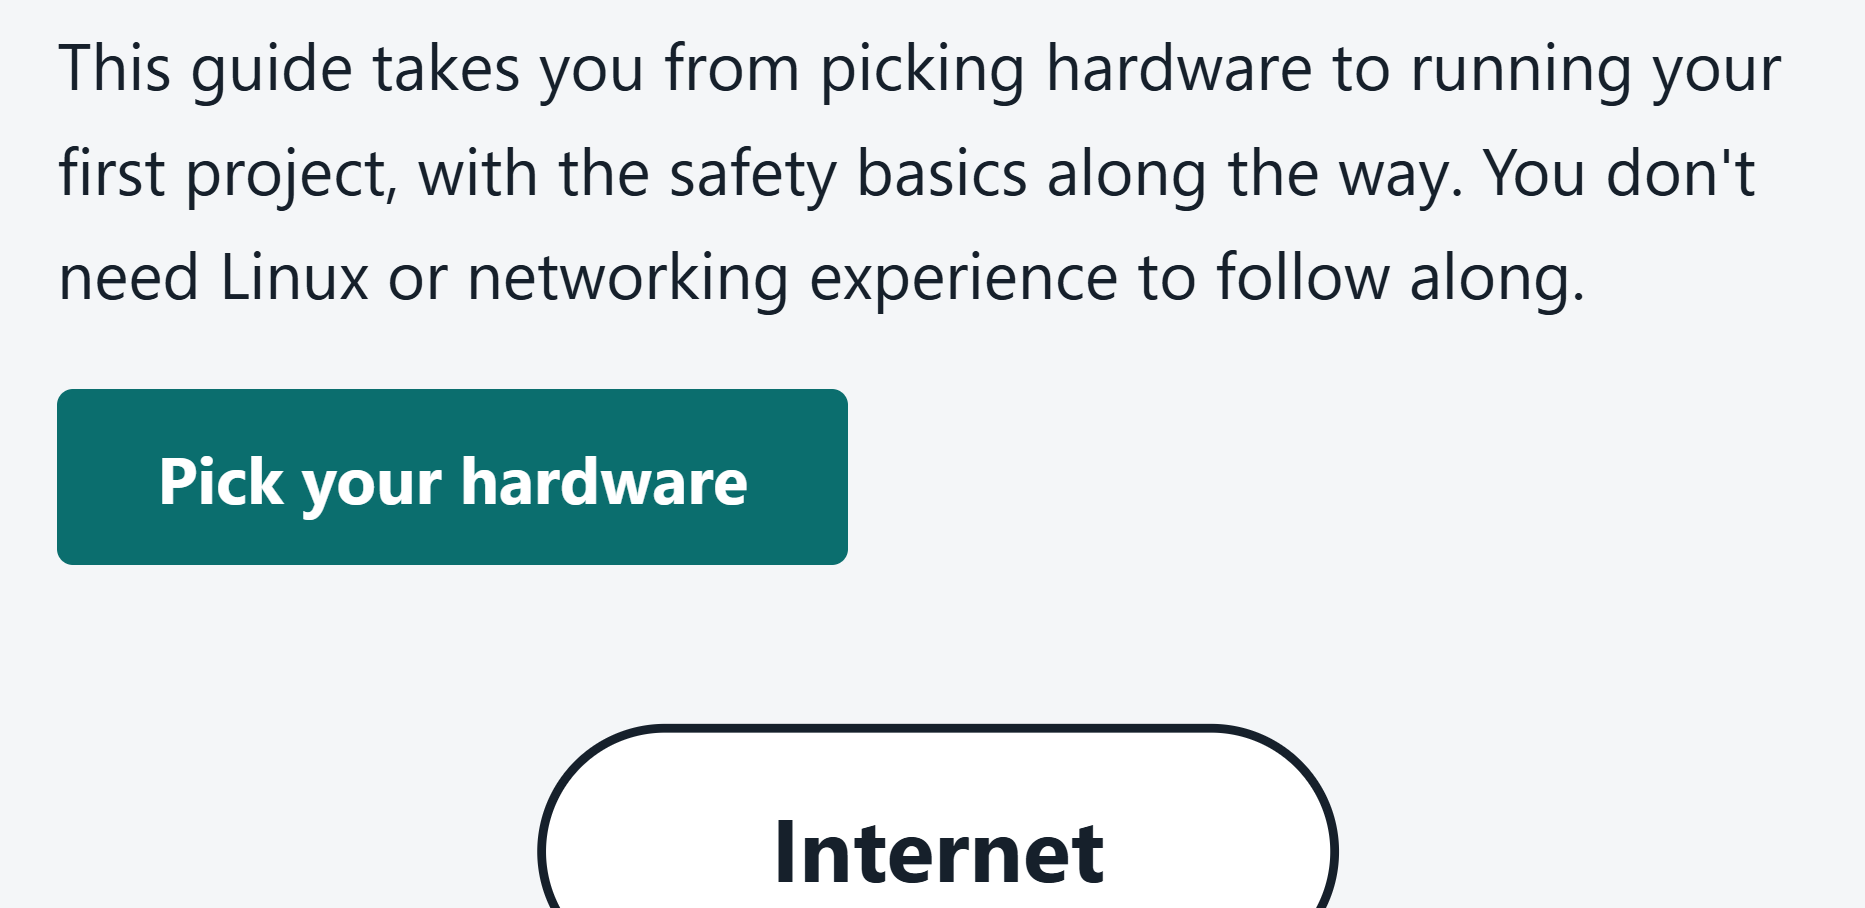 This guide takes you from picking hardware to running your
first project, with the safety basics along the way. You don't
need Linux or networking experience to follow along.
Pick your hardware
Internet